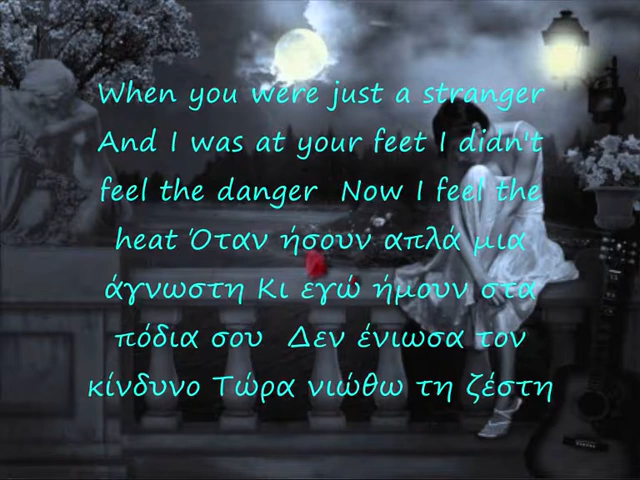 When you were just a stranger
And I was at your feet I didn't
feel the danger  Now I feel the
heat Όταν ήσουν απλά μια
άγνωστη Κι εγώ ήμουν στα
πόδια σου  Δεν ένιωσα τον
κίνδυνο Τώρα νιώθω τη ζέστη